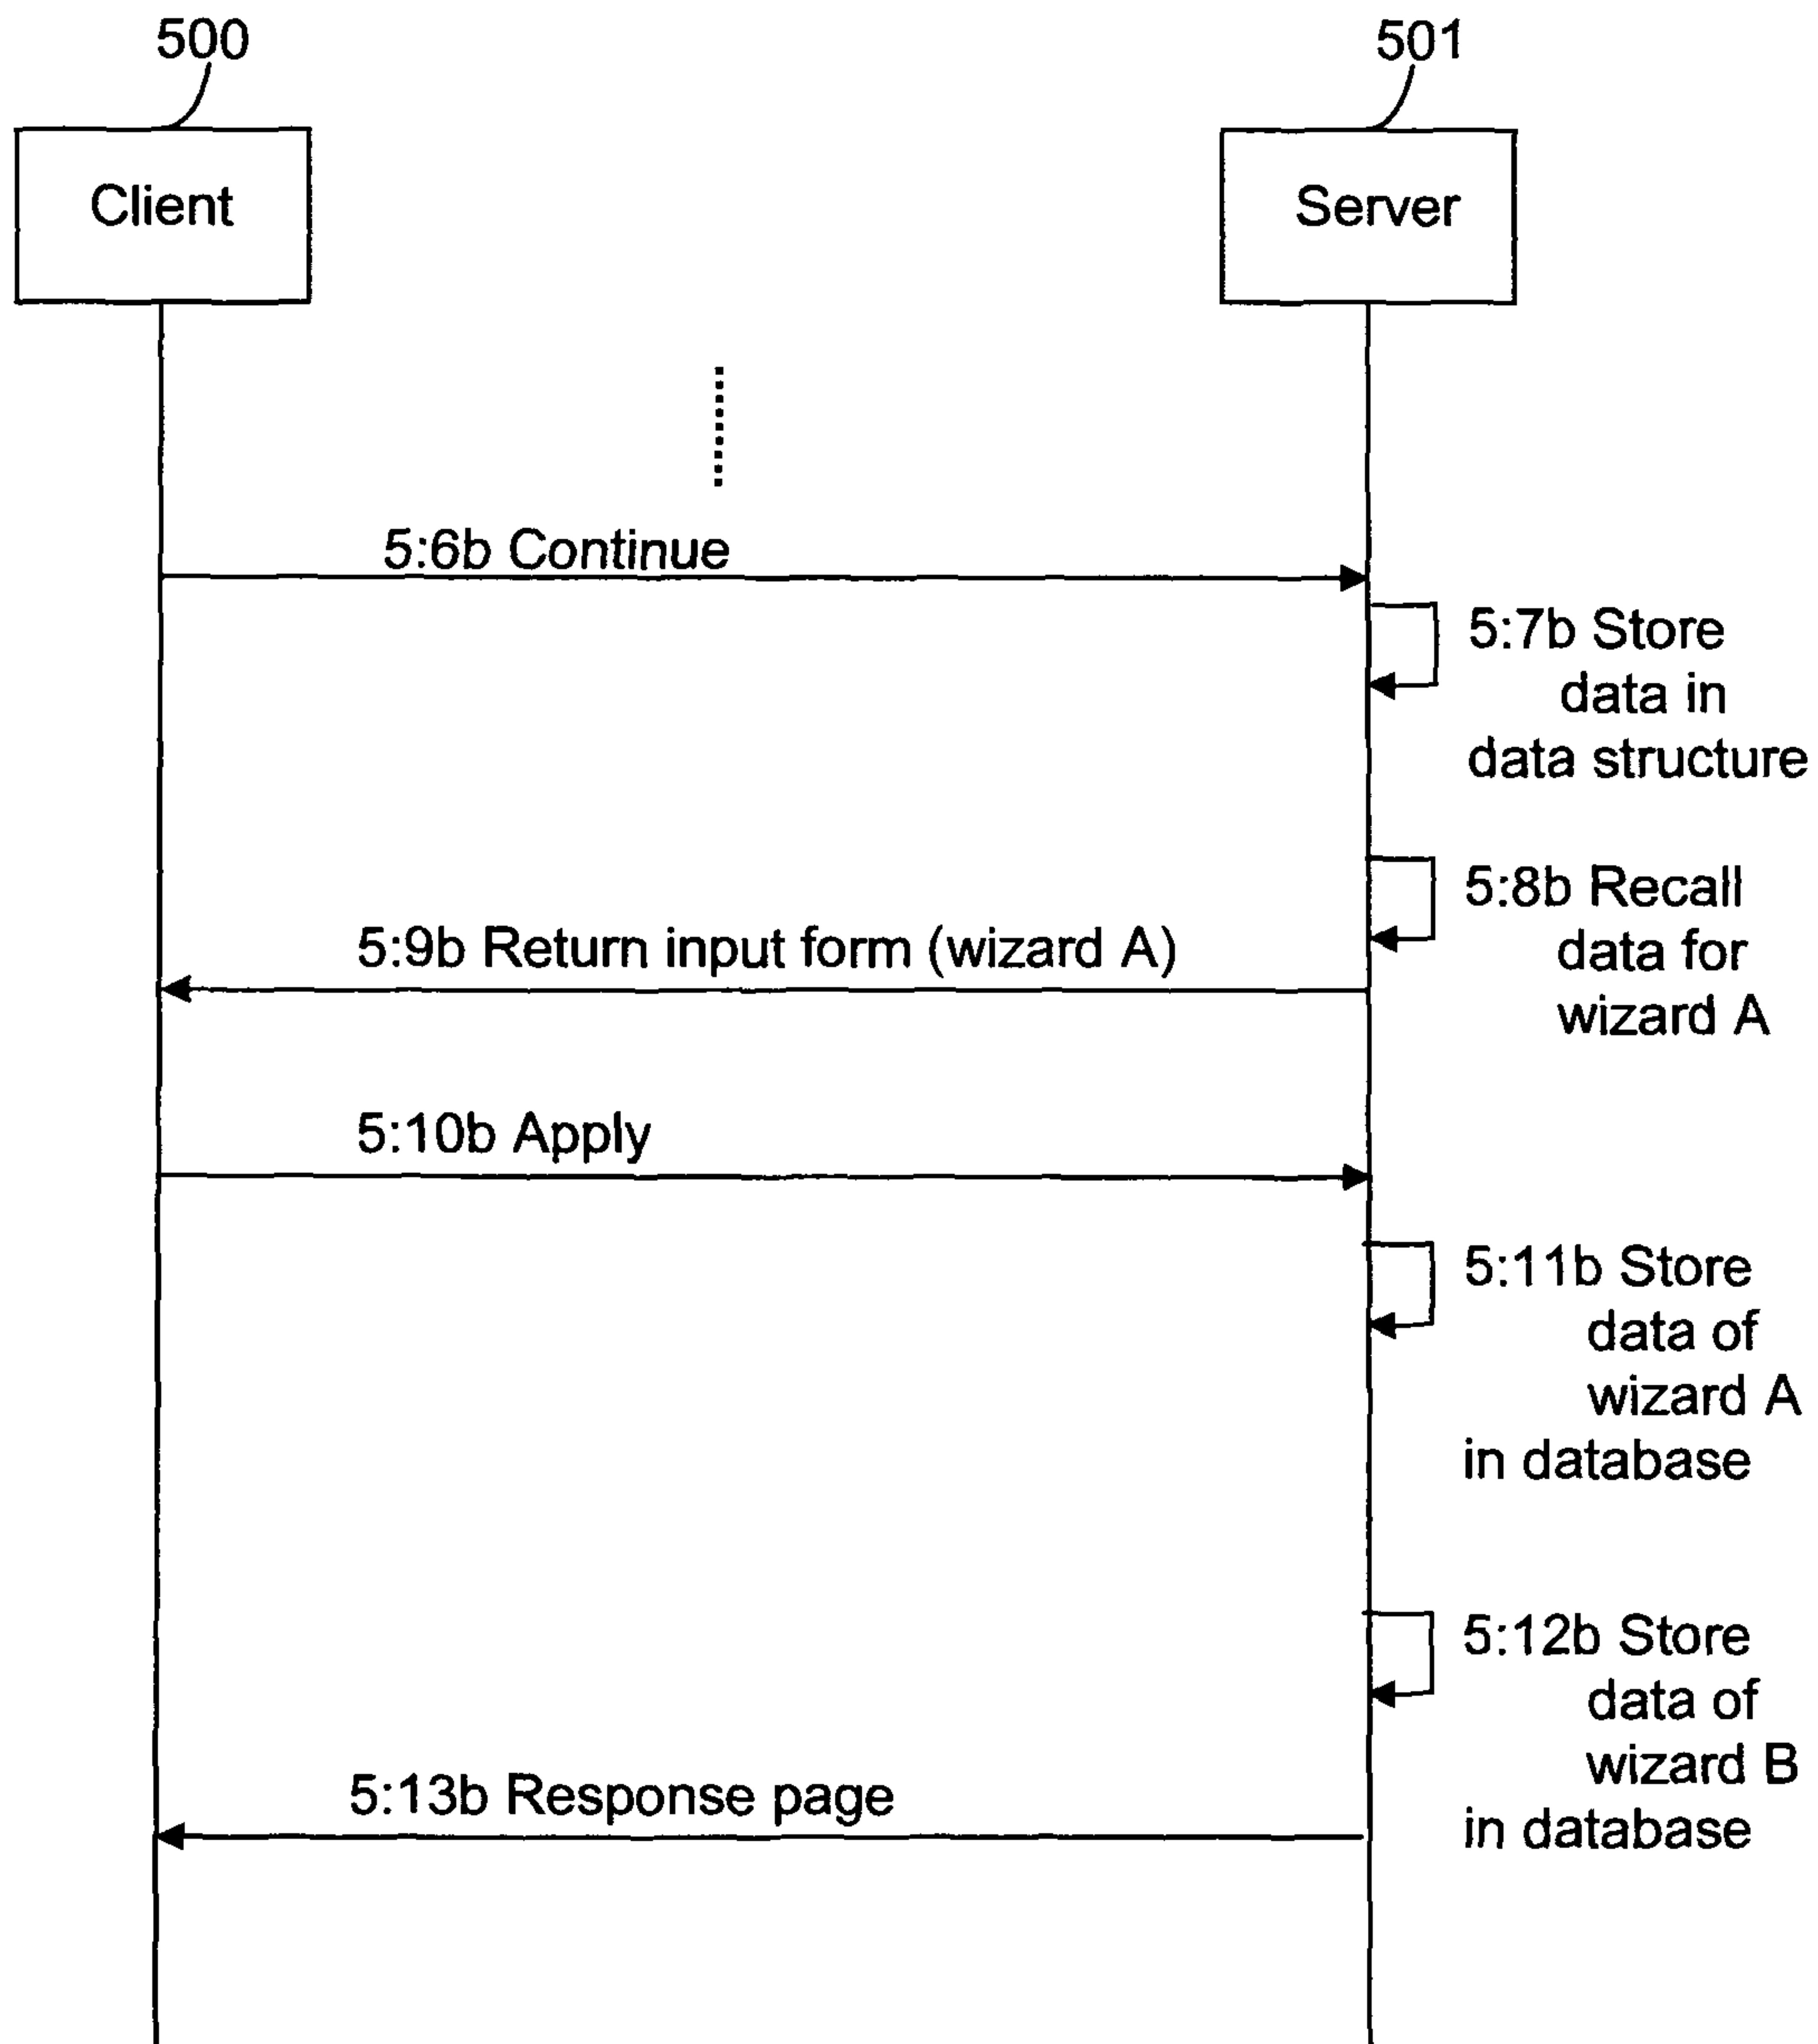 500
501
Client
Server
5:6b Continue
5:7b Store
data in
data structure
5:8b Recall
data for
wizard A
5:9b Return input form (wizard A)
5:10b Apply
5:11b Store
data of
wizard A
in database
5:12b Store
data of
wizard B
in database
5:13b Response page